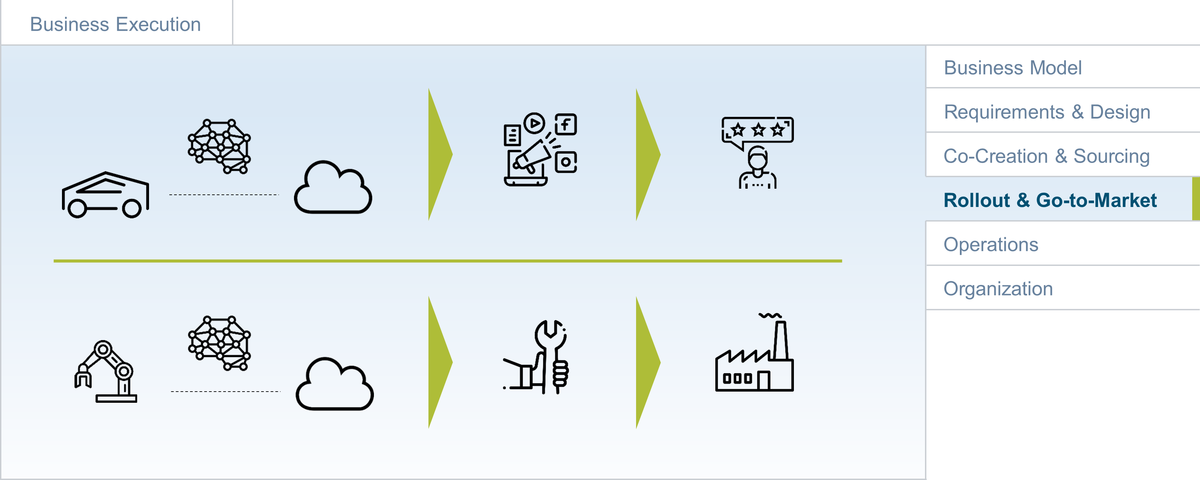 Business Execution
Business Model
Requirements & Design
Co-Creation & Sourcing
Rollout & Go-to-Market
Operations
Organization